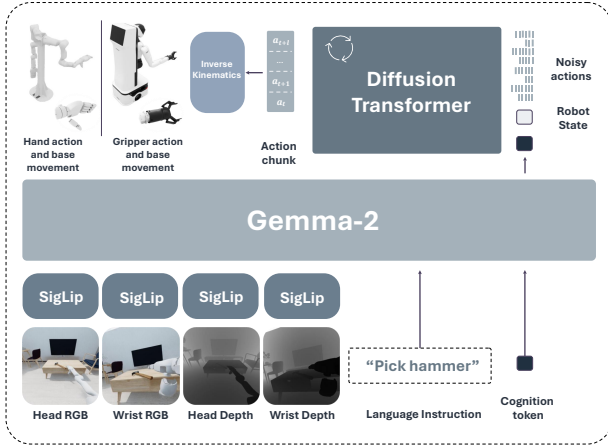 Hand action
and base
movement
Gripper action
and base
movement
Inverse
Kinematics
a_{t+l}
...
a_{t+1}
a_t
Action
chunk
Diffusion
Transformer
Noisy
actions
Robot
State
Gemma-2
SigLip
SigLip
SigLip
SigLip
"Pick hammer"
Head RGB
Wrist RGB
Head Depth
Wrist Depth
Language Instruction
Cognition
token